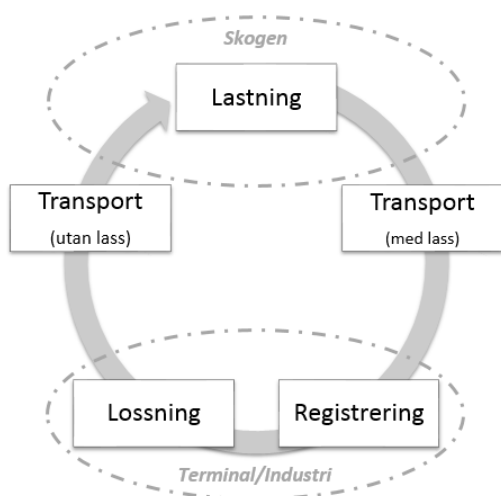 Skogen
Lastning
Transport
(utan lass)
Transport
(med lass)
Lossning
Registrering
Terminal/Industri